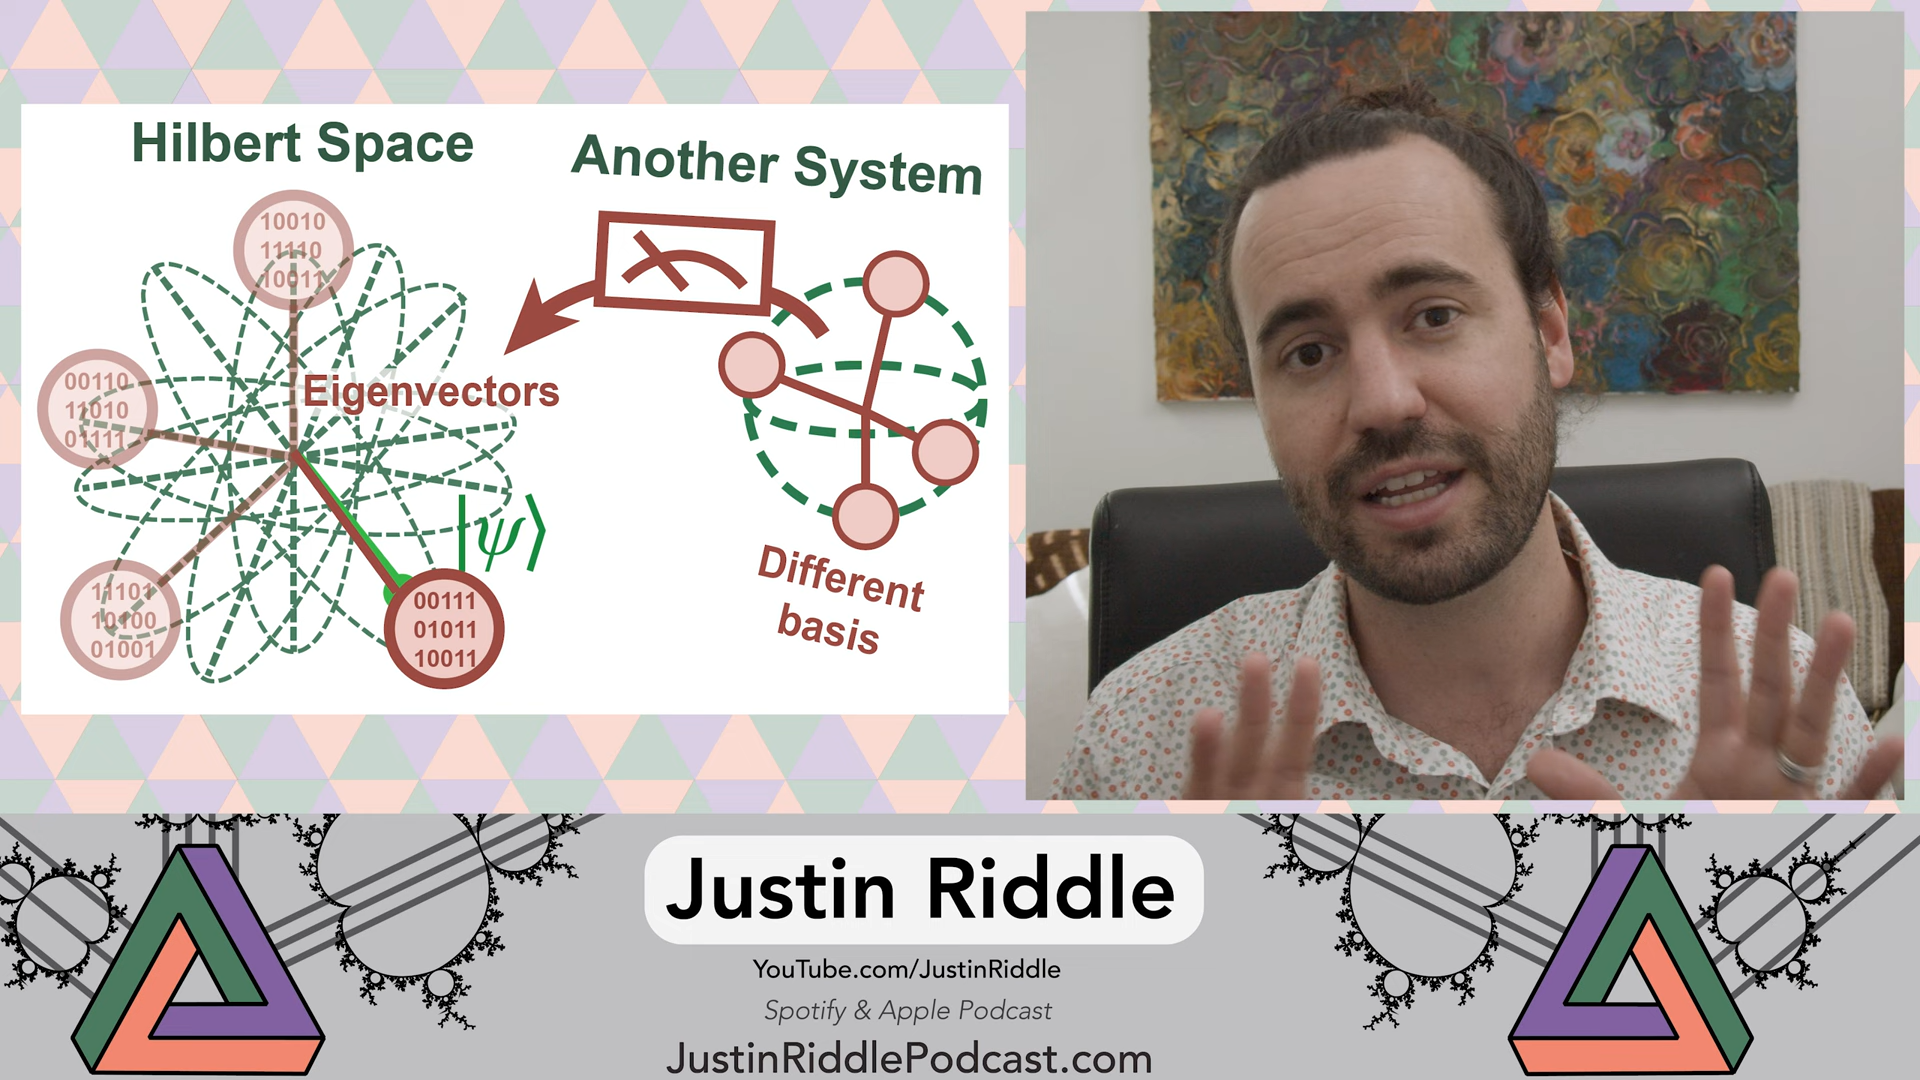 Hilbert Space
Another System
10010
11110
10011
00110
11010
01111
Eigenvectors
|ψ⟩
11101
10100
01001
00111
01011
10011
Different
basis
Justin Riddle
YouTube.com/JustinRiddle
Spotify & Apple Podcast
JustinRiddlePodcast.com